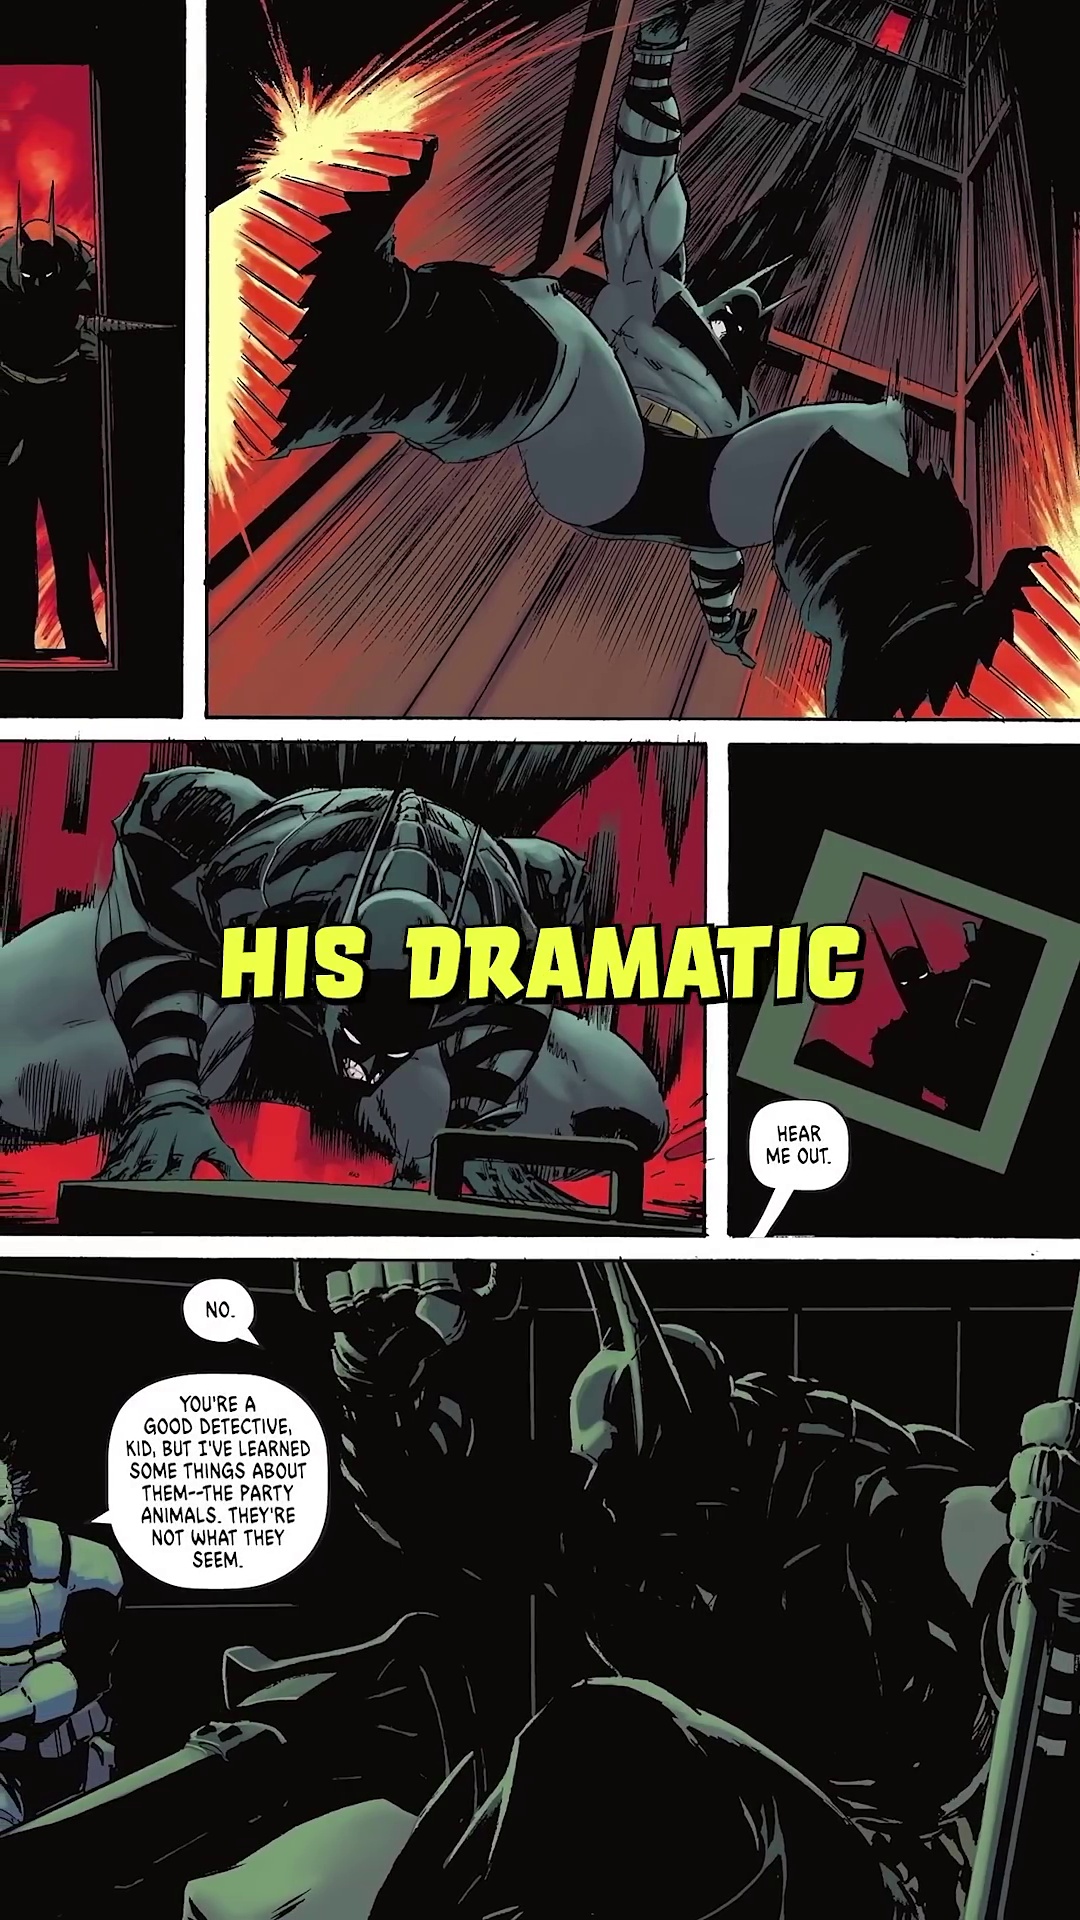 HIS DRAMATIC
HEAR
ME OUT.
NO.
YOU'RE A
GOOD DETECTIVE,
KID, BUT I'VE LEARNED
SOME THINGS ABOUT
THEM--THE PARTY
ANIMALS. THEY'RE
NOT WHAT THEY
SEEM.